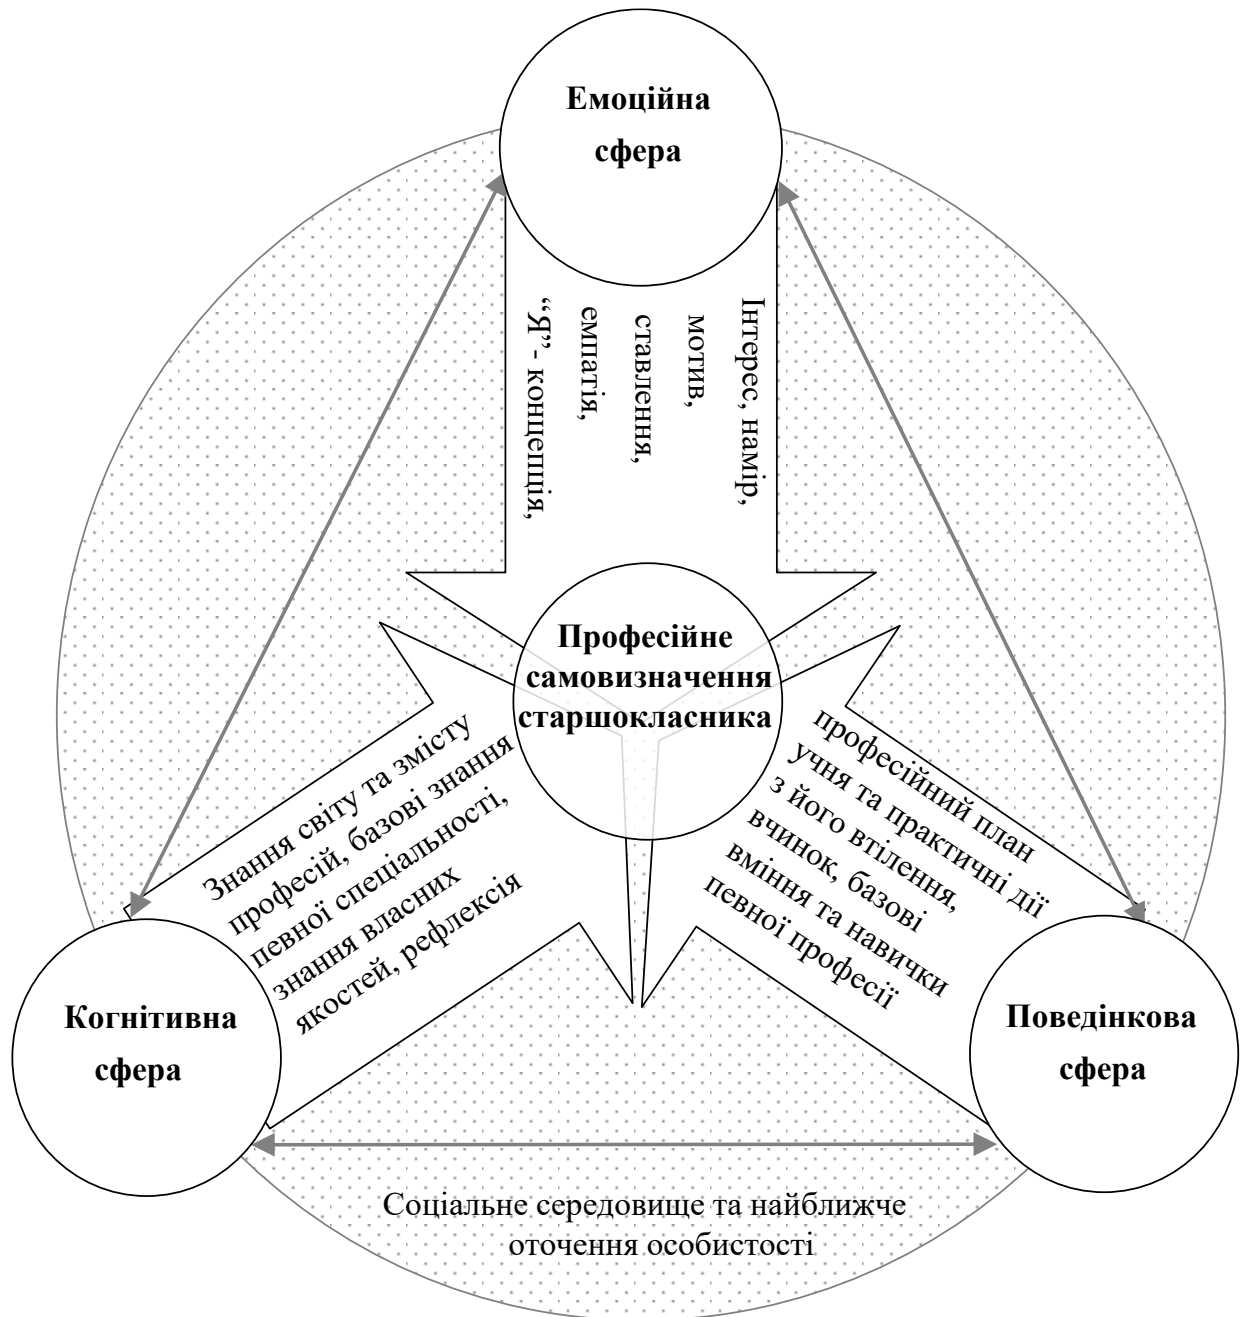 Емоційна
сфера
Інтерес, намір,
мотив,
ставлення,
емпатія,
“Я”- концепція,
Професійне
самовизначення
старшокласника
Знання світу та змісту
професій, базові знання
певної спеціальності,
знання власних
якостей, рефлексія
професійний план
учня та практичні дії
з його втілення,
вчинок, базові
вміння та навички
певної професії
Когнітивна
сфера
Поведінкова
сфера
Соціальне середовище та найближче
оточення особистості